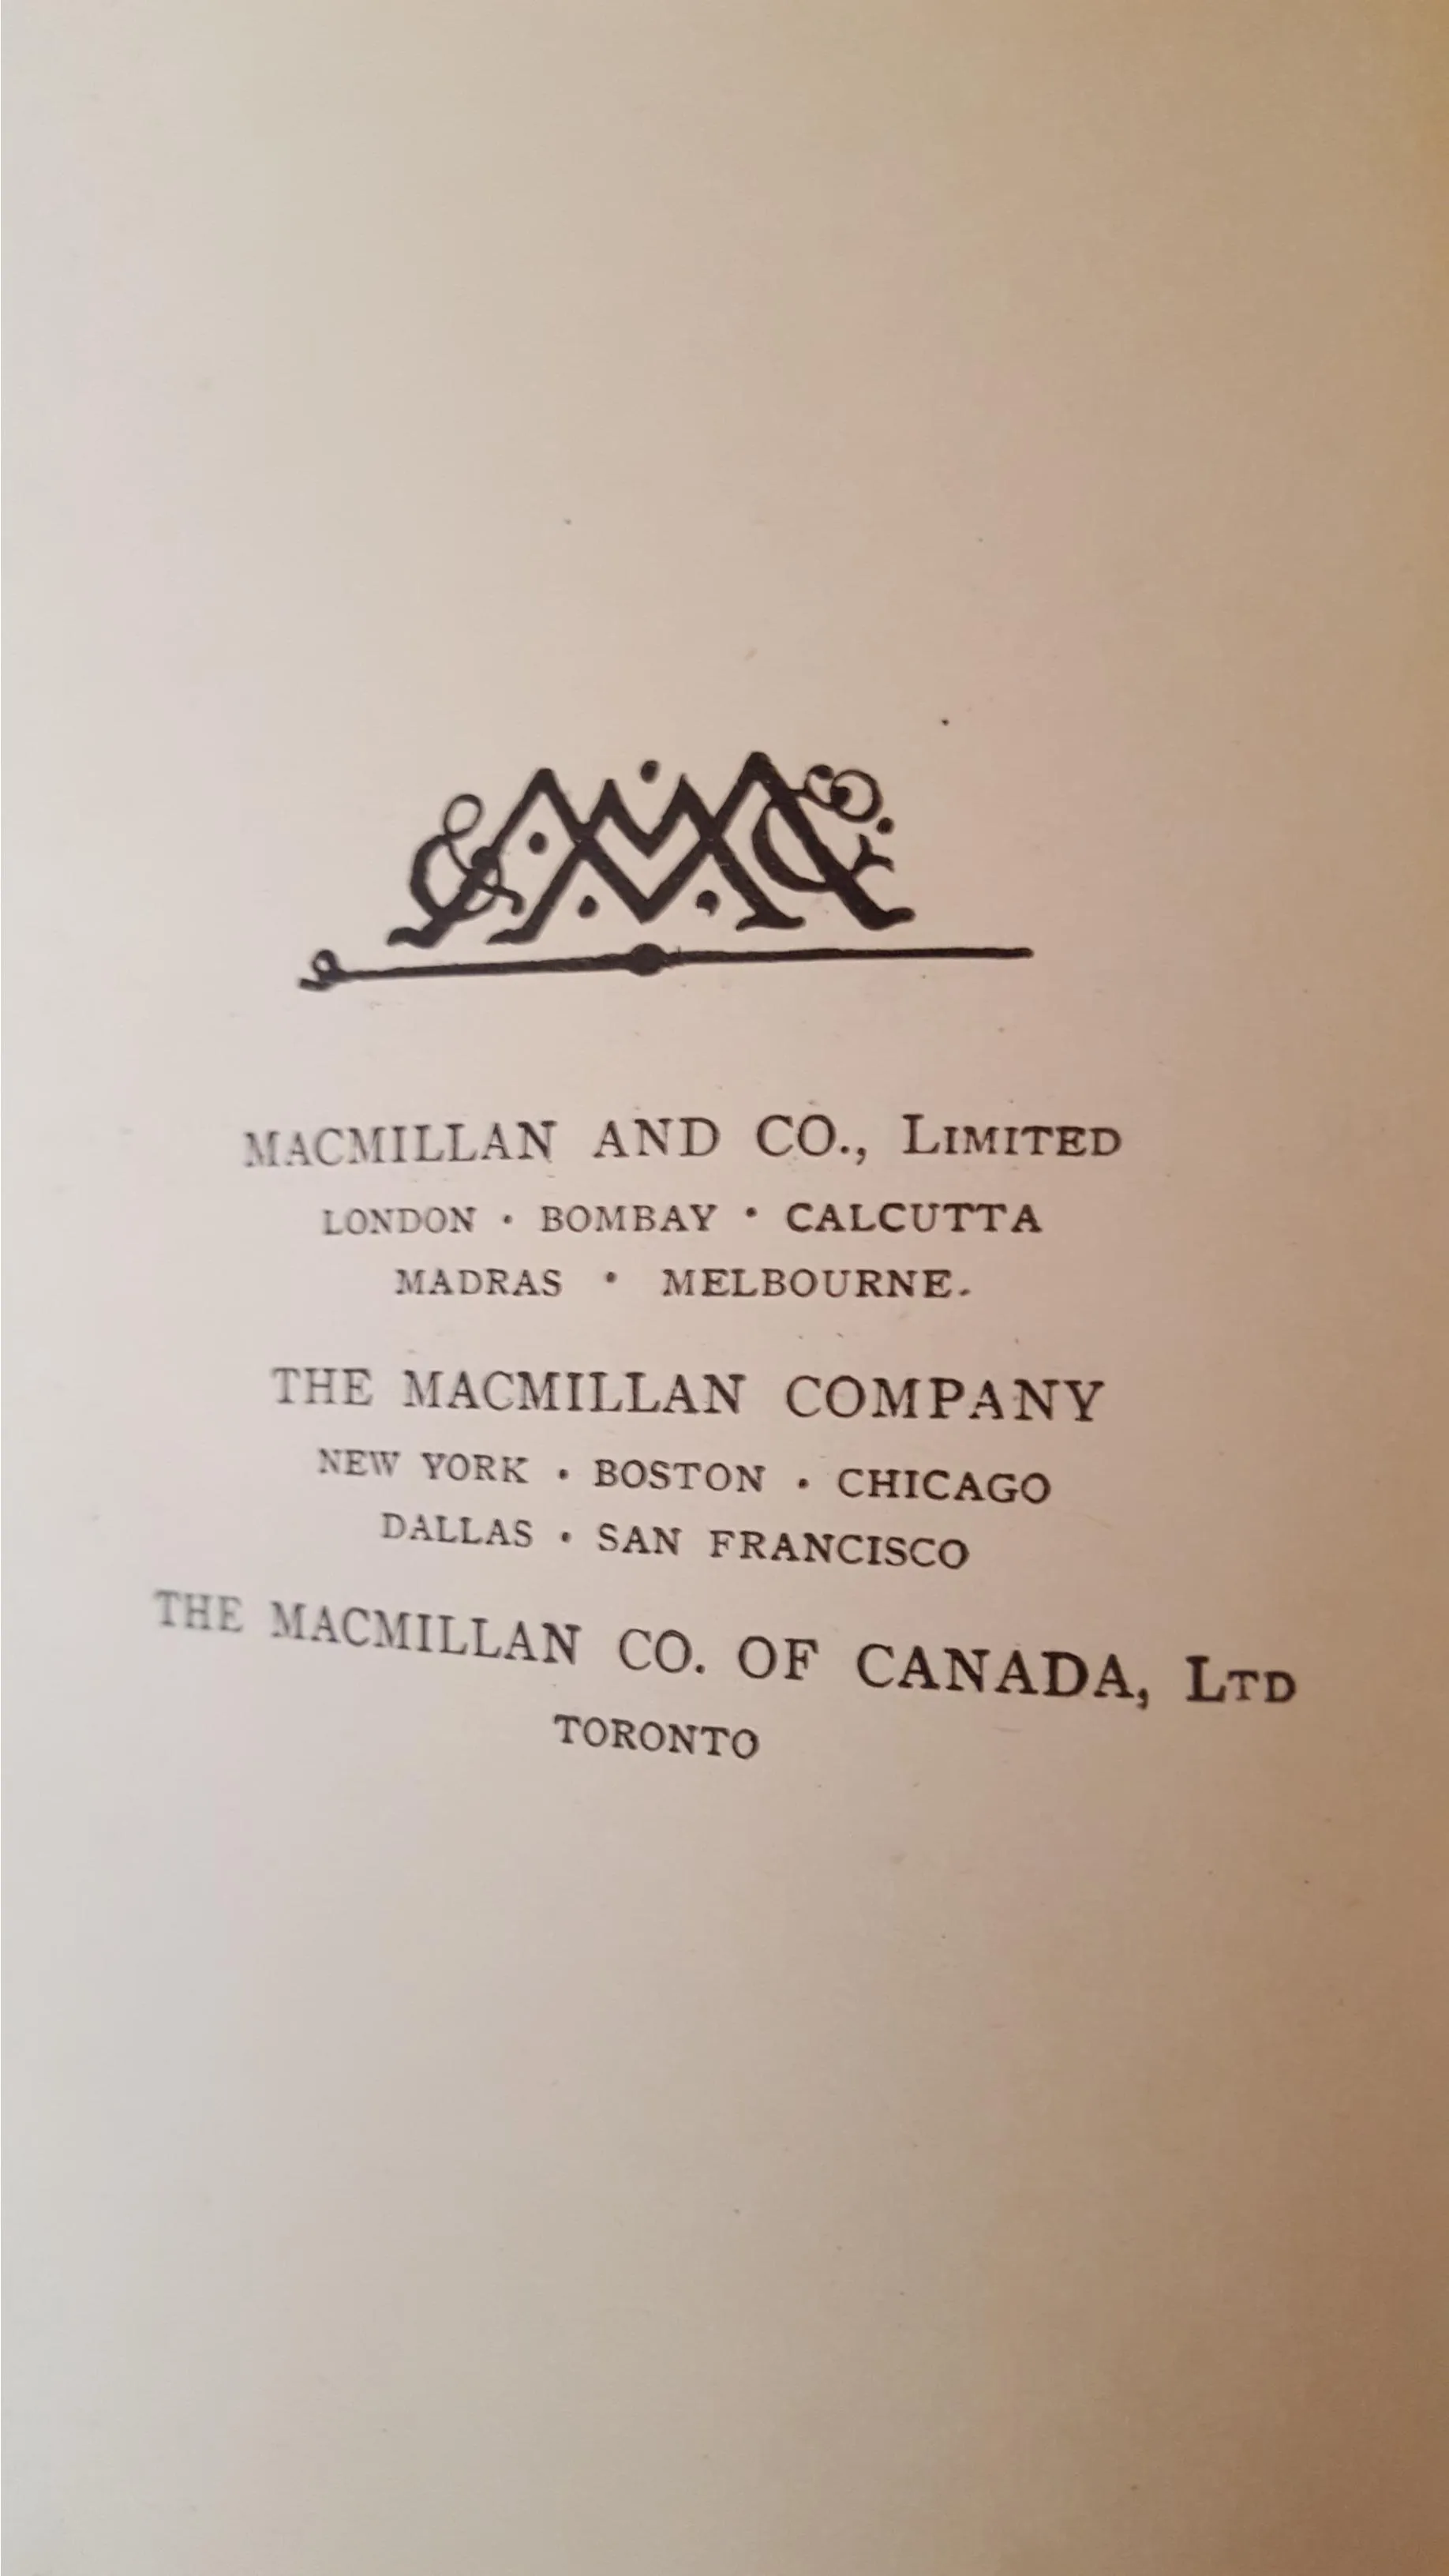 MACMILLAN AND CO., LIMITED
LONDON · BOMBAY · CALCUTTA
MADRAS · MELBOURNE.
THE MACMILLAN COMPANY
NEW YORK · BOSTON · CHICAGO
DALLAS · SAN FRANCISCO
THE MACMILLAN CO. OF CANADA, LTD
TORONTO